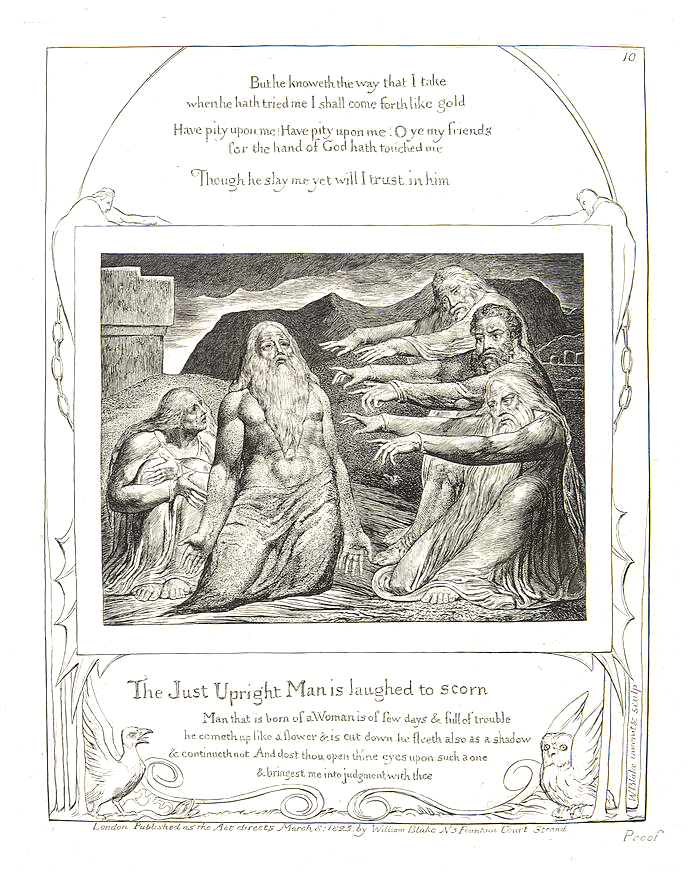 10
But he knoweth the way that I take
when he hath tried me I shall come forth like gold
Have pity upon me! Have pity upon me! O ye my friends
for the hand of God hath touched me
Though he slay me yet will I trust in him
The Just Upright Man is laughed to scorn
Man that is born of a Woman is of few days & full of trouble
he cometh up like a flower & is cut down he fleeth also as a shadow
& continueth not And dost thou open thine eyes upon such a one
& bringest me into judgment with thee
WBlake invenit & sculp
London Published as the Act directs March 8: 1825 by William Blake N3 Fountain Court Strand
Proof